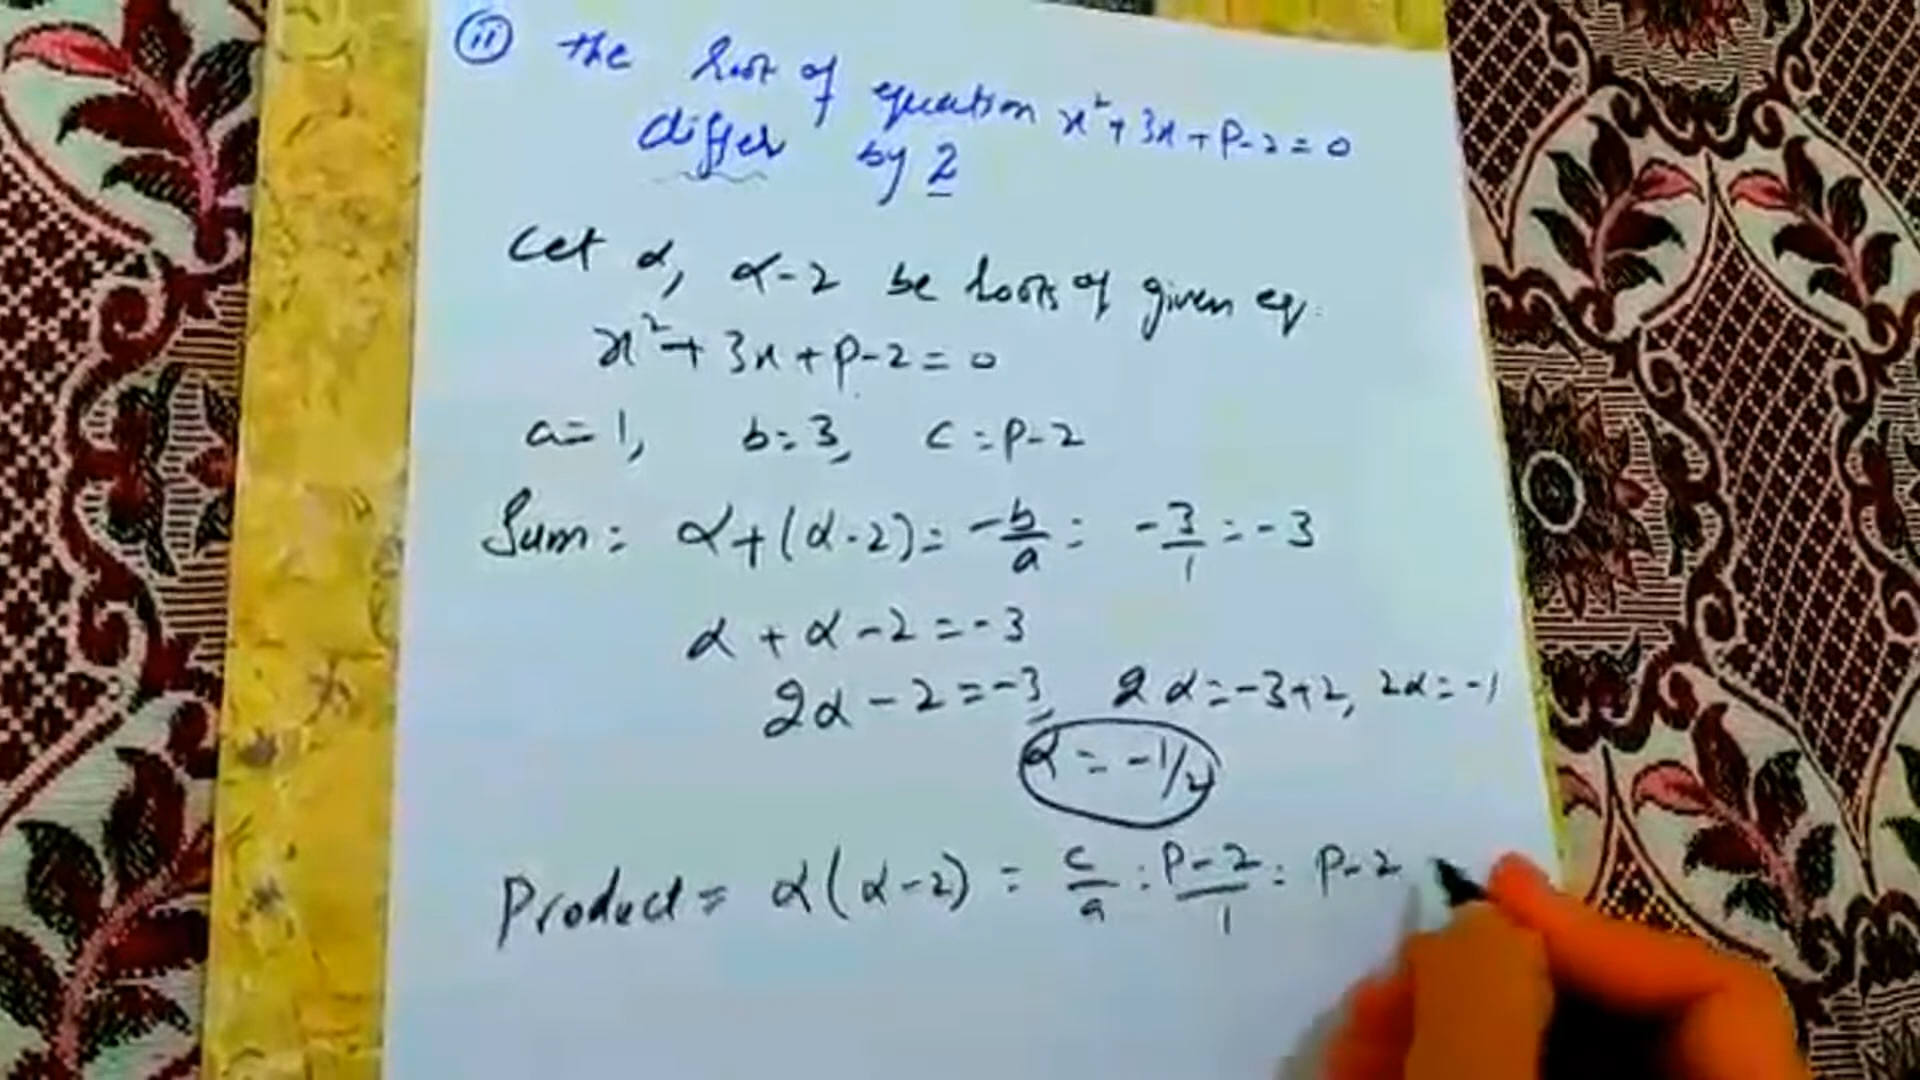 (ii) the root of equation x² + 3x + P-2 = 0
differ by 2
Let α, α-2 be roots of given eq.
x² + 3x + p-2 = 0
a=1, b=3, c=p-2
Sum = α+(α-2) = -b/a = -3/1 = -3
α + α - 2 = -3
2α - 2 = -3, 2α = -3+2, 2α = -1
α = -1/2
Product = α(α-2) = c/a = P-2/1 = P-2